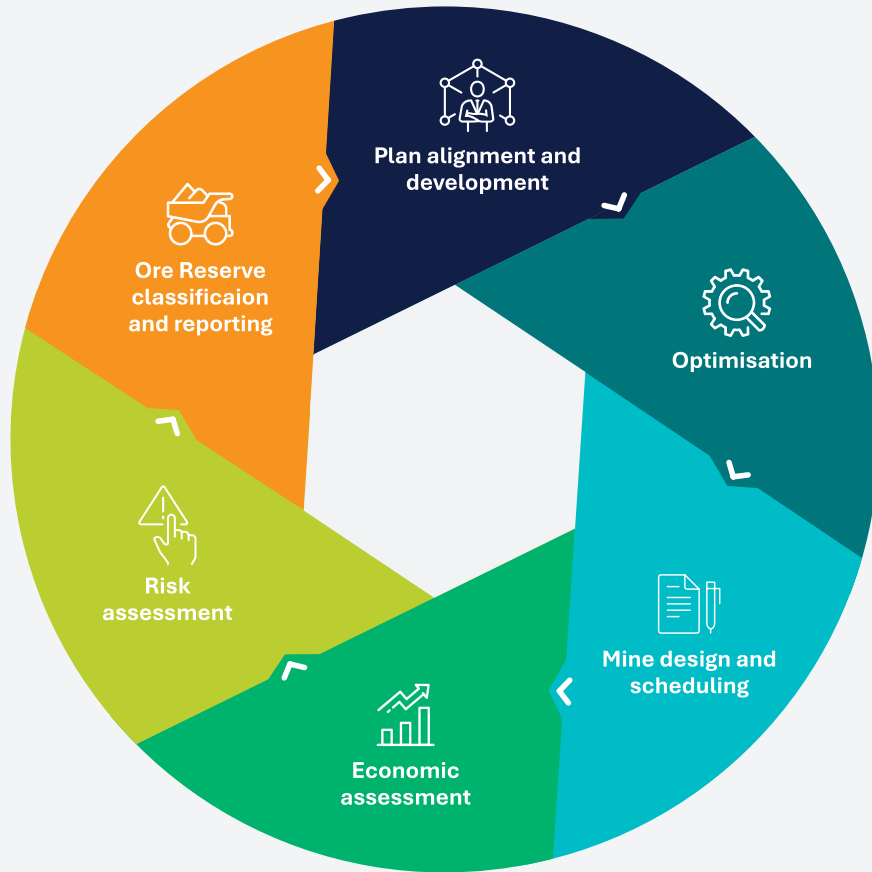 Plan alignment and
development
Optimisation
Mine design and
scheduling
Economic
assessment
Risk
assessment
Ore Reserve
classificaion
and reporting